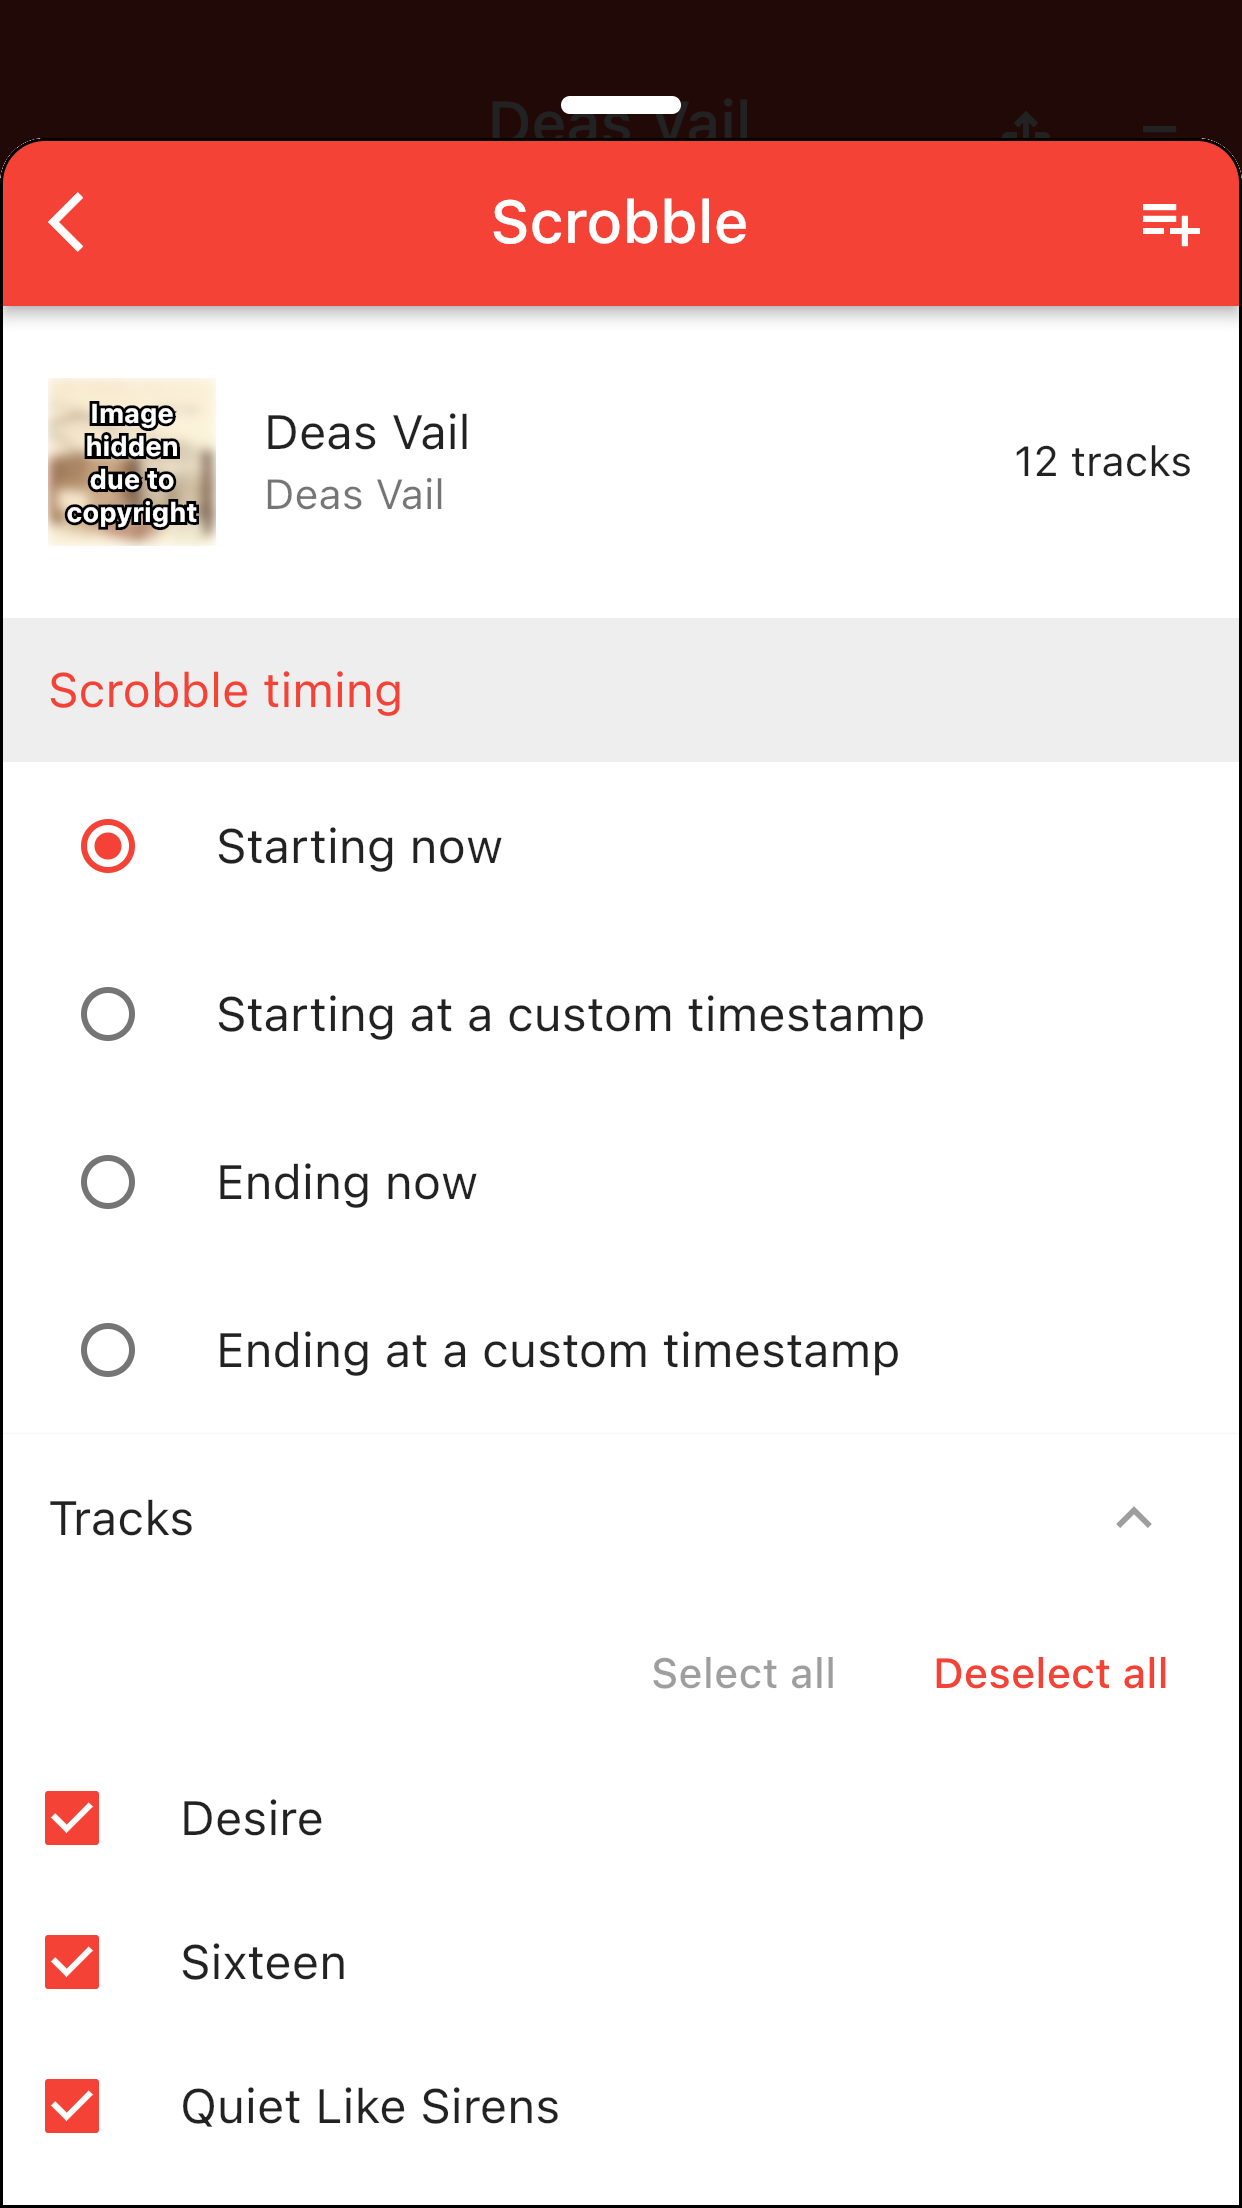 Deas Vail
Scrobble
Image
hidden
due to
copyright
Deas Vail
Deas Vail
12 tracks
Scrobble timing
Starting now
Starting at a custom timestamp
Ending now
Ending at a custom timestamp
Tracks
Select all
Deselect all
Desire
Sixteen
Quiet Like Sirens